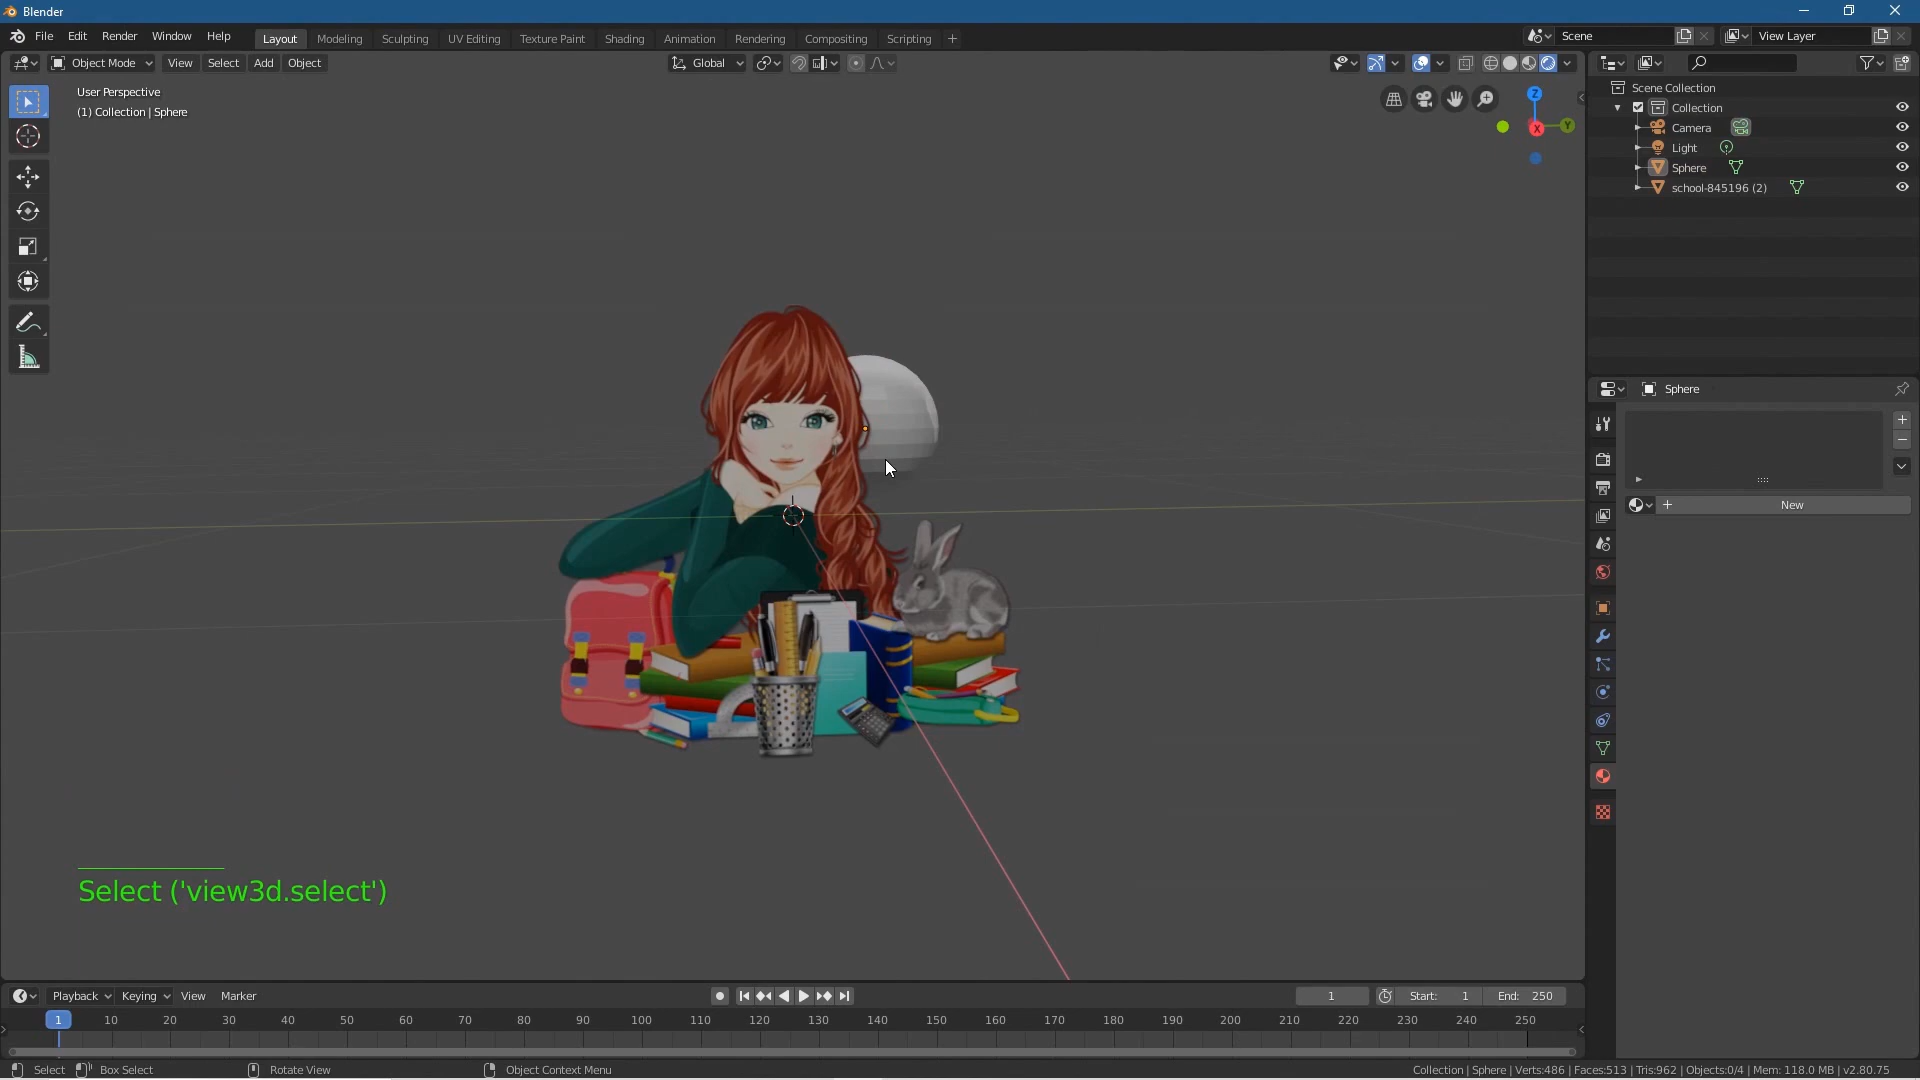 Blender
File Edit Render Window Help
Layout Modeling Sculpting UV Editing Texture Paint Shading Animation Rendering Compositing Scripting
Scene
View Layer
Object Mode View Select Add Object
Global
User Perspective
(1) Collection | Sphere
Z
X
Y
Scene Collection
Collection
Camera
Light
Sphere
school-845196 (2)
Sphere
New
Select ('view3d.select')
Playback Keying View Marker
1
Start: 1
End: 250
1 10 20 30 40 50 60 70 80 90 100 110 120 130 140 150 160 170 180 190 200 210 220 230 240 250
Select Box Select Rotate View Object Context Menu
Collection | Sphere | Verts:486 | Faces:513 | Tris:962 | Objects:0/4 | Mem: 118.0 MB | v2.80.75